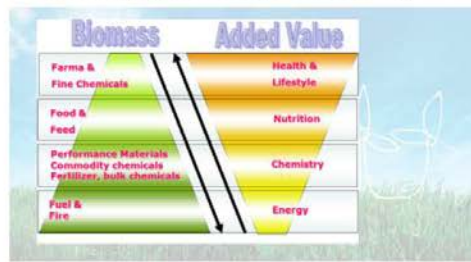 Biomass
Added Value
Farma &
Fine Chemicals
Health &
Lifestyle
Food &
Feed
Nutrition
Performance Materials
Commodity chemicals
Fertilizer, bulk chemicals
Chemistry
Fuel &
Fire
Energy